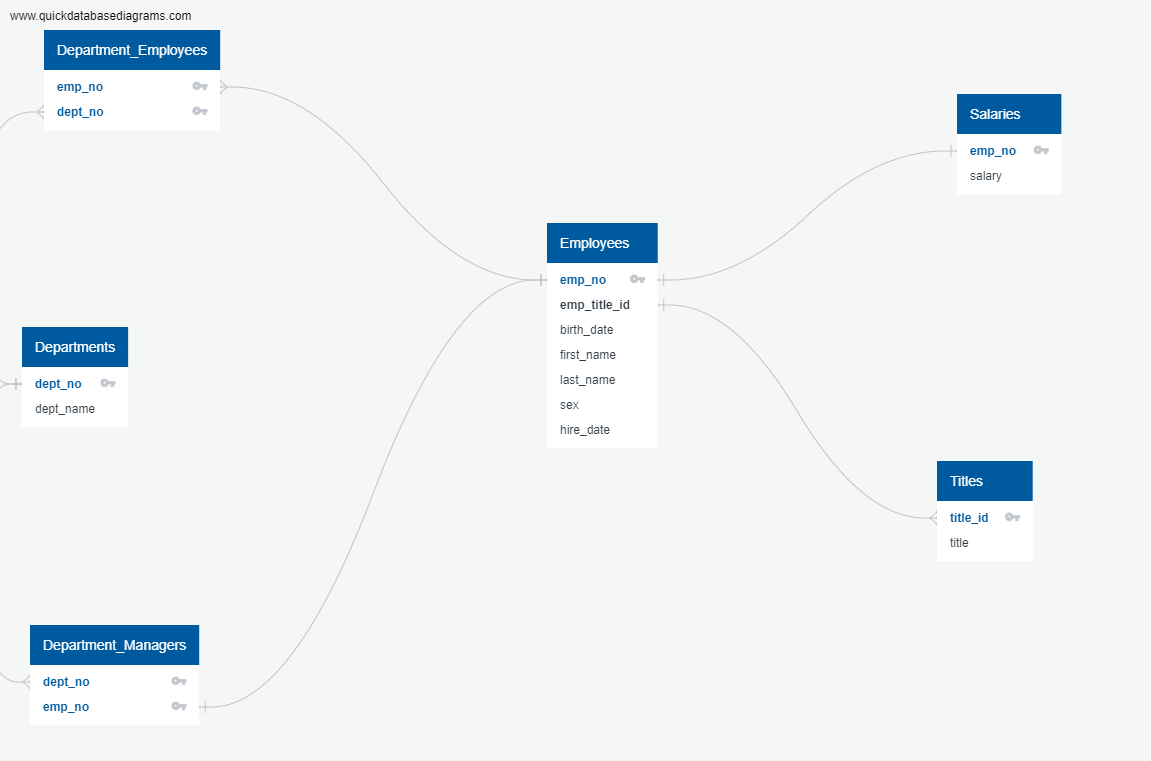 www.quickdatabasediagrams.com
Department_Employees
emp_no
dept_no
Salaries
emp_no
salary
Employees
emp_no
emp_title_id
birth_date
first_name
last_name
sex
hire_date
Departments
dept_no
dept_name
Titles
title_id
title
Department_Managers
dept_no
emp_no